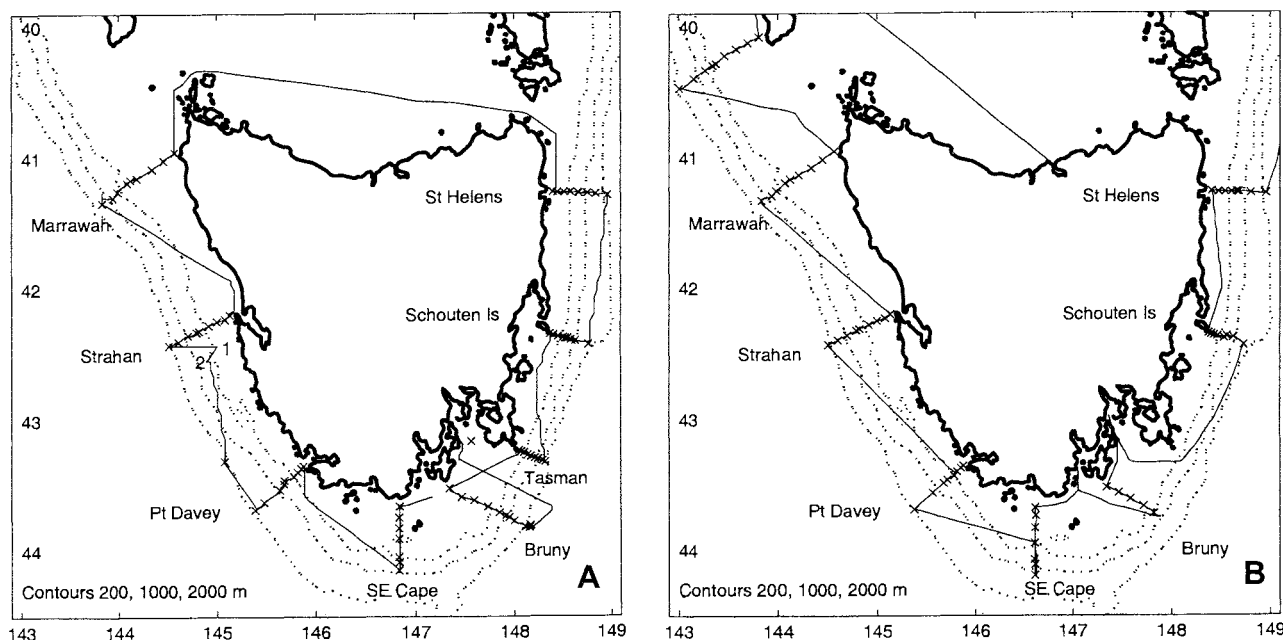 40
41
42
43
44
Marrawah
Strahan
1
2
Pt Davey
St Helens
Schouten Is
Tasman
Bruny
SE Cape
Contours 200, 1000, 2000 m
A
143 144 145 146 147 148 149
40
41
42
43
44
Marrawah
Strahan
Pt Davey
St Helens
Schouten Is
Bruny
SE Cape
Contours 200, 1000, 2000 m
B
143 144 145 146 147 148 149